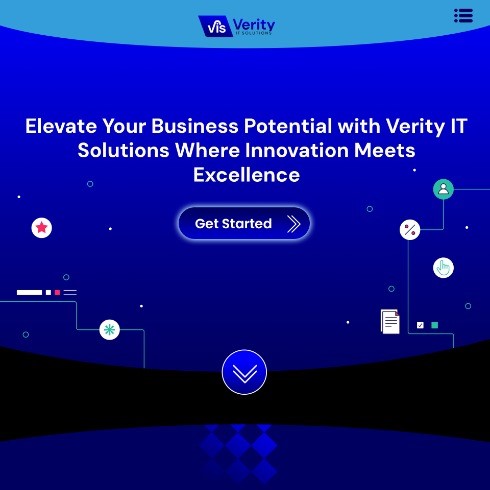 vis Verity
IT SOLUTIONS
Elevate Your Business Potential with Verity IT
Solutions Where Innovation Meets
Excellence
Get Started
%